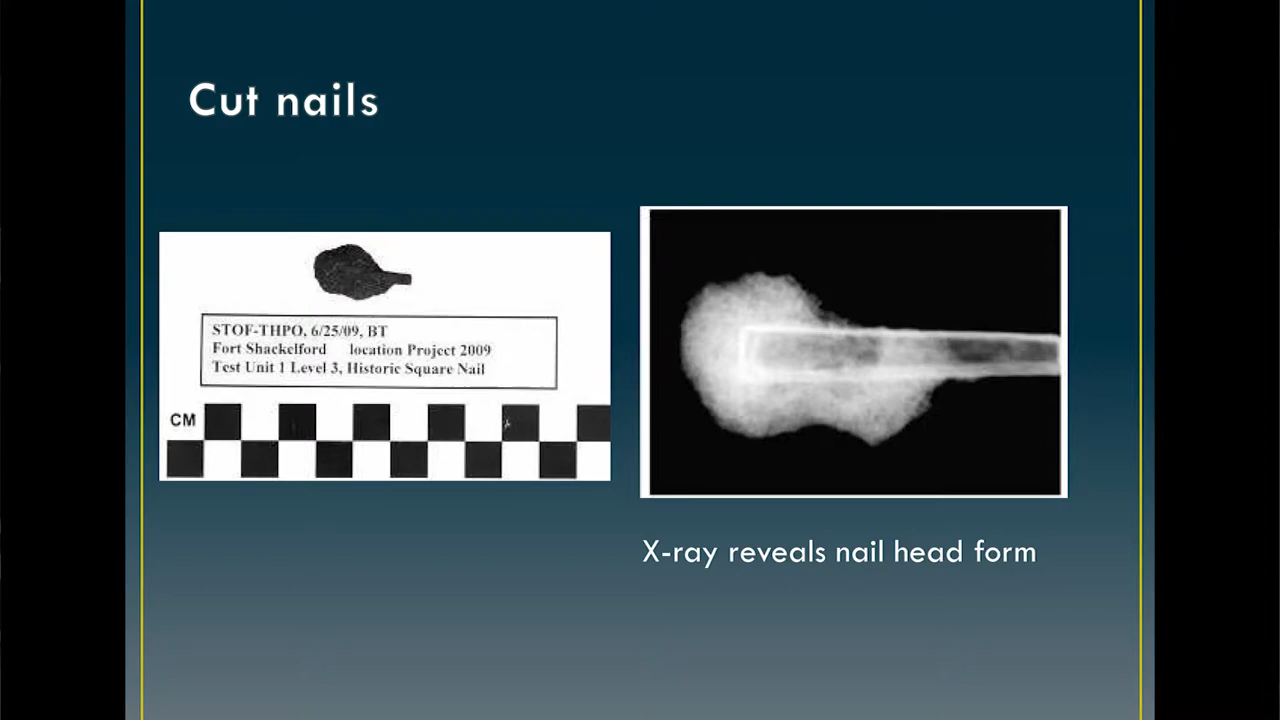 Cut nails
STOF-THPO, 6/25/09, BT
Fort Shackelford location Project 2009
Test Unit 1 Level 3, Historic Square Nail
CM
X-ray reveals nail head form